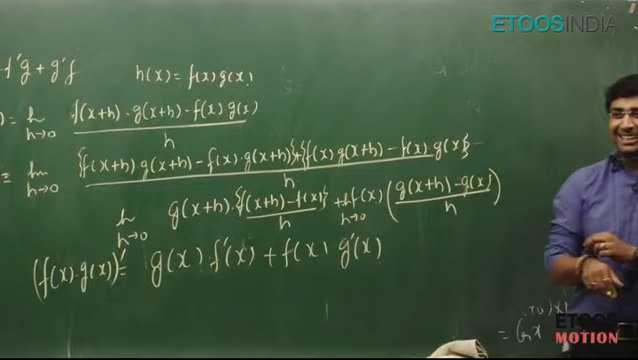 ETOOSINDIA
f'g + g'f
h(x) = f(x) g(x)
) = lim h→0 f(x+h) · g(x+h) – f(x) g(x) / h
= lim h→0 {f(x+h) g(x+h) – f(x) · g(x+h)} + {f(x) g(x+h) – f(x) g(x)} / h
lim h→0 g(x+h) · {f(x+h) – f(x)} / h + lim h→0 f(x) (g(x+h) – g(x) / h)
(f(x) · g(x))' = g(x) · f'(x) + f(x) g'(x)
ETOOS
MOTION